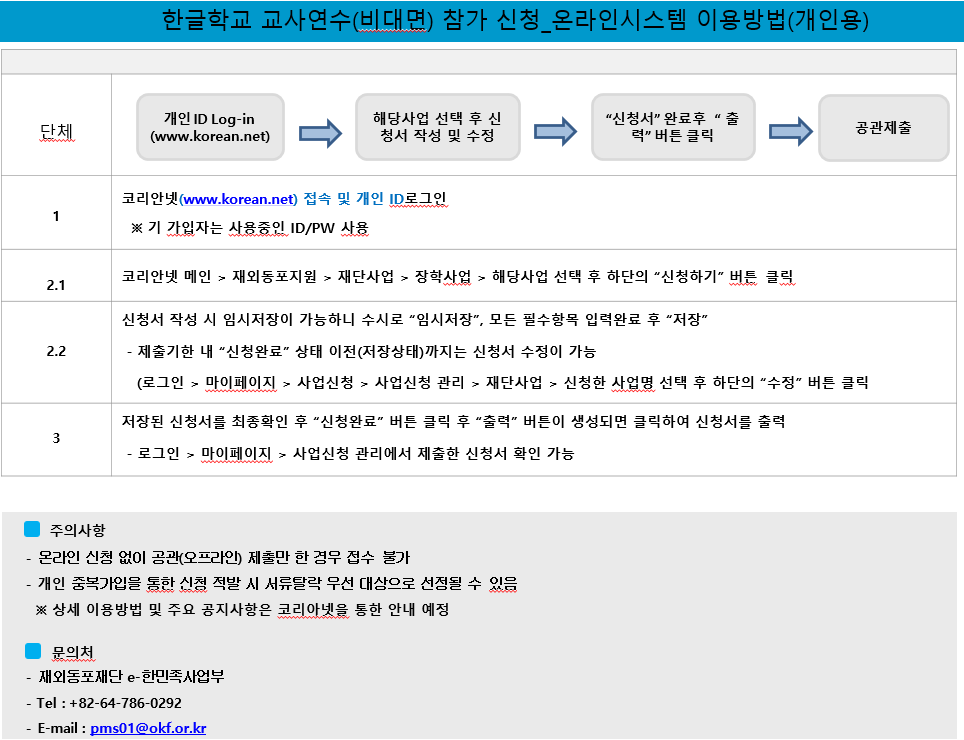 한글학교 교사연수(비대면) 참가 신청_온라인시스템 이용방법(개인용)
단체
개인 ID Log-in
(www.korean.net)
해당사업 선택 후 신
청서 작성 및 수정
“신청서” 완료후 “ 출
력” 버튼 클릭
공관제출
1
코리안넷(www.korean.net) 접속 및 개인 ID로그인
※ 기 가입자는 사용중인 ID/PW 사용
2.1
코리안넷 메인 > 재외동포지원 > 재단사업 > 장학사업 > 해당사업 선택 후 하단의 “신청하기” 버튼 클릭
2.2
신청서 작성 시 임시저장이 가능하니 수시로 “임시저장”, 모든 필수항목 입력완료 후 “저장”
- 제출기한 내 “신청완료” 상태 이전(저장상태)까지는 신청서 수정이 가능
(로그인 > 마이페이지 > 사업신청 > 사업신청 관리 > 재단사업 > 신청한 사업명 선택 후 하단의 “수정” 버튼 클릭
3
저장된 신청서를 최종확인 후 “신청완료” 버튼 클릭 후 “출력” 버튼이 생성되면 클릭하여 신청서를 출력
- 로그인 > 마이페이지 > 사업신청 관리에서 제출한 신청서 확인 가능
주의사항
- 온라인 신청 없이 공관(오프라인) 제출만 한 경우 접수 불가
- 개인 중복가입을 통한 신청 적발 시 서류탈락 우선 대상으로 선정될 수 있음
※ 상세 이용방법 및 주요 공지사항은 코리아넷을 통한 안내 예정
문의처
- 재외동포재단 e-한민족사업부
- Tel : +82-64-786-0292
- E-mail : pms01@okf.or.kr